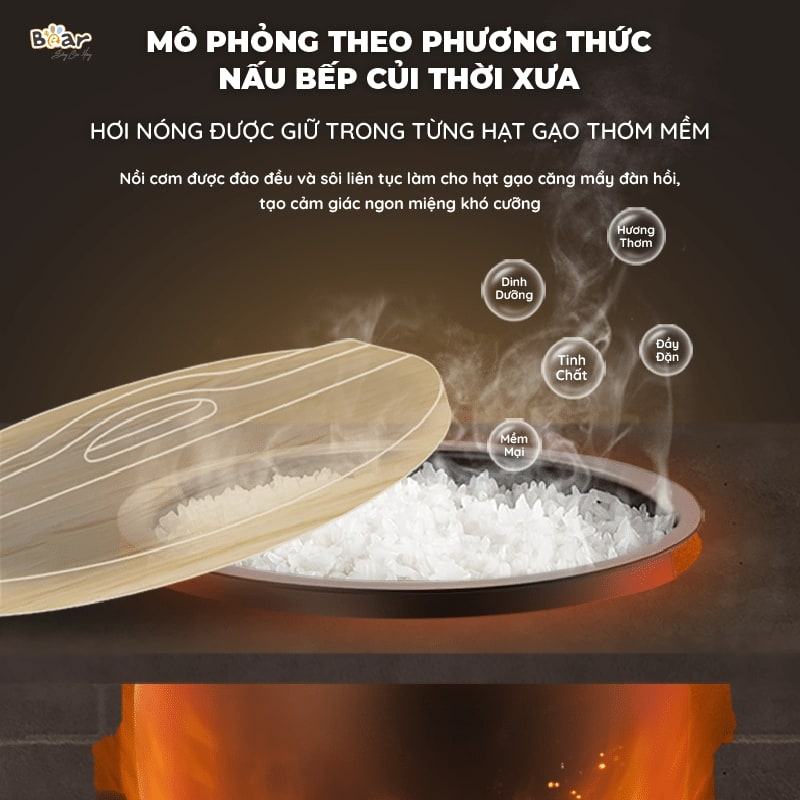 Bear
MÔ PHỎNG THEO PHƯƠNG THỨC
NẤU BẾP CỦI THỜI XƯA
HƠI NÓNG ĐƯỢC GIỮ TRONG TỪNG HẠT GẠO THƠM MỀM
Nồi cơm được đảo đều và sôi liên tục làm cho hạt gạo căng mẩy đàn hồi,
tạo cảm giác ngon miệng khó cưỡng
Hương
Thơm
Dinh
Dưỡng
Đầy
Đặn
Tinh
Chất
Mềm
Mại